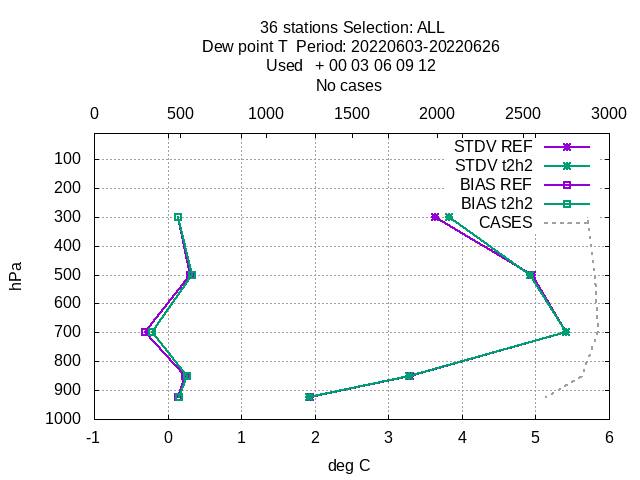 36 stations Selection: ALL
Dew point T  Period: 20220603-20220626
Used   + 00 03 06 09 12
No cases
0 500 1000 1500 2000 2500 3000
STDV REF
STDV t2h2
BIAS REF
BIAS t2h2
CASES
hPa
100
200
300
400
500
600
700
800
900
1000
-1 0 1 2 3 4 5 6
deg C